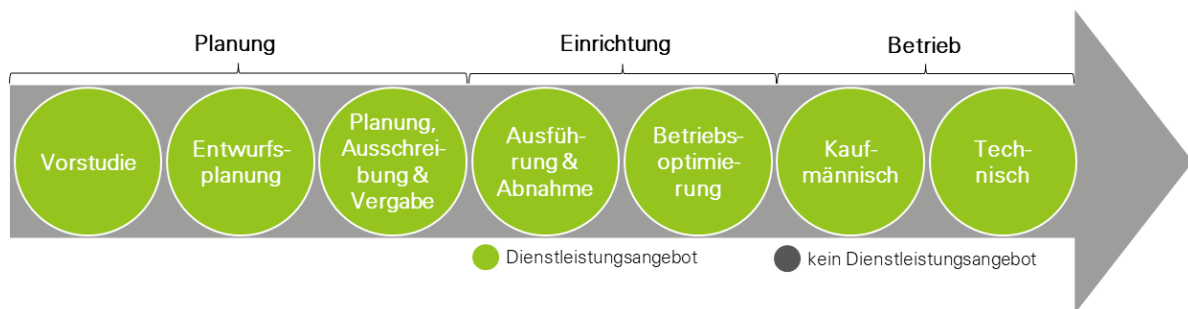 Planung
Einrichtung
Betrieb
Vorstudie
Entwurfs-
planung
Planung,
Ausschrei-
bung &
Vergabe
Ausfüh-
rung &
Abnahme
Betriebs-
optimie-
rung
Kauf-
männisch
Tech-
nisch
Dienstleistungsangebot
kein Dienstleistungsangebot